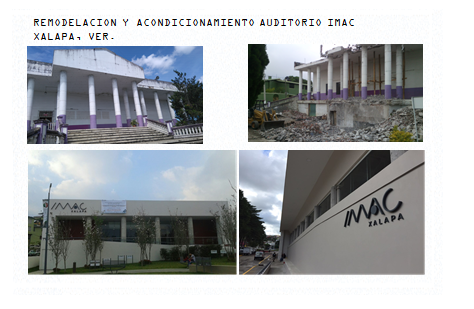 REMODELACION Y ACONDICIONAMIENTO AUDITORIO IMAC
XALAPA, VER.
IMAC
XALAPA
IMAC
XALAPA